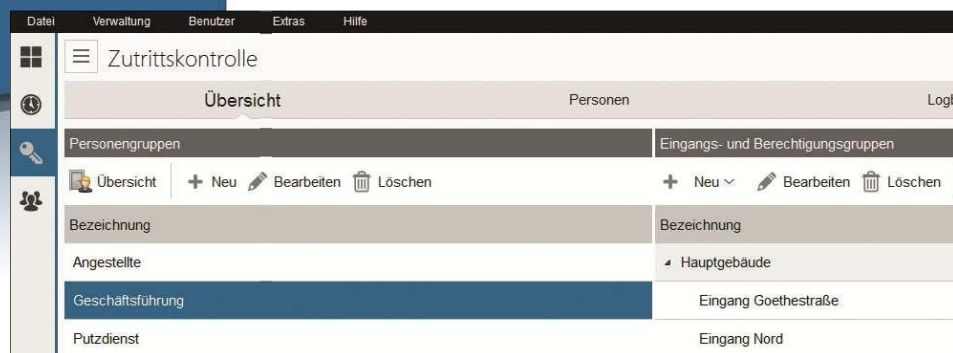 Datei Verwaltung Benutzer Extras Hilfe
Zutrittskontrolle
Übersicht Personen
Personengruppen Eingangs- und Berechtigungsgruppen
Übersicht Neu Bearbeiten Löschen Neu Bearbeiten Löschen
Bezeichnung Bezeichnung
Angestellte Hauptgebäude
Geschäftsführung Eingang Goethestraße
Putzdienst Eingang Nord